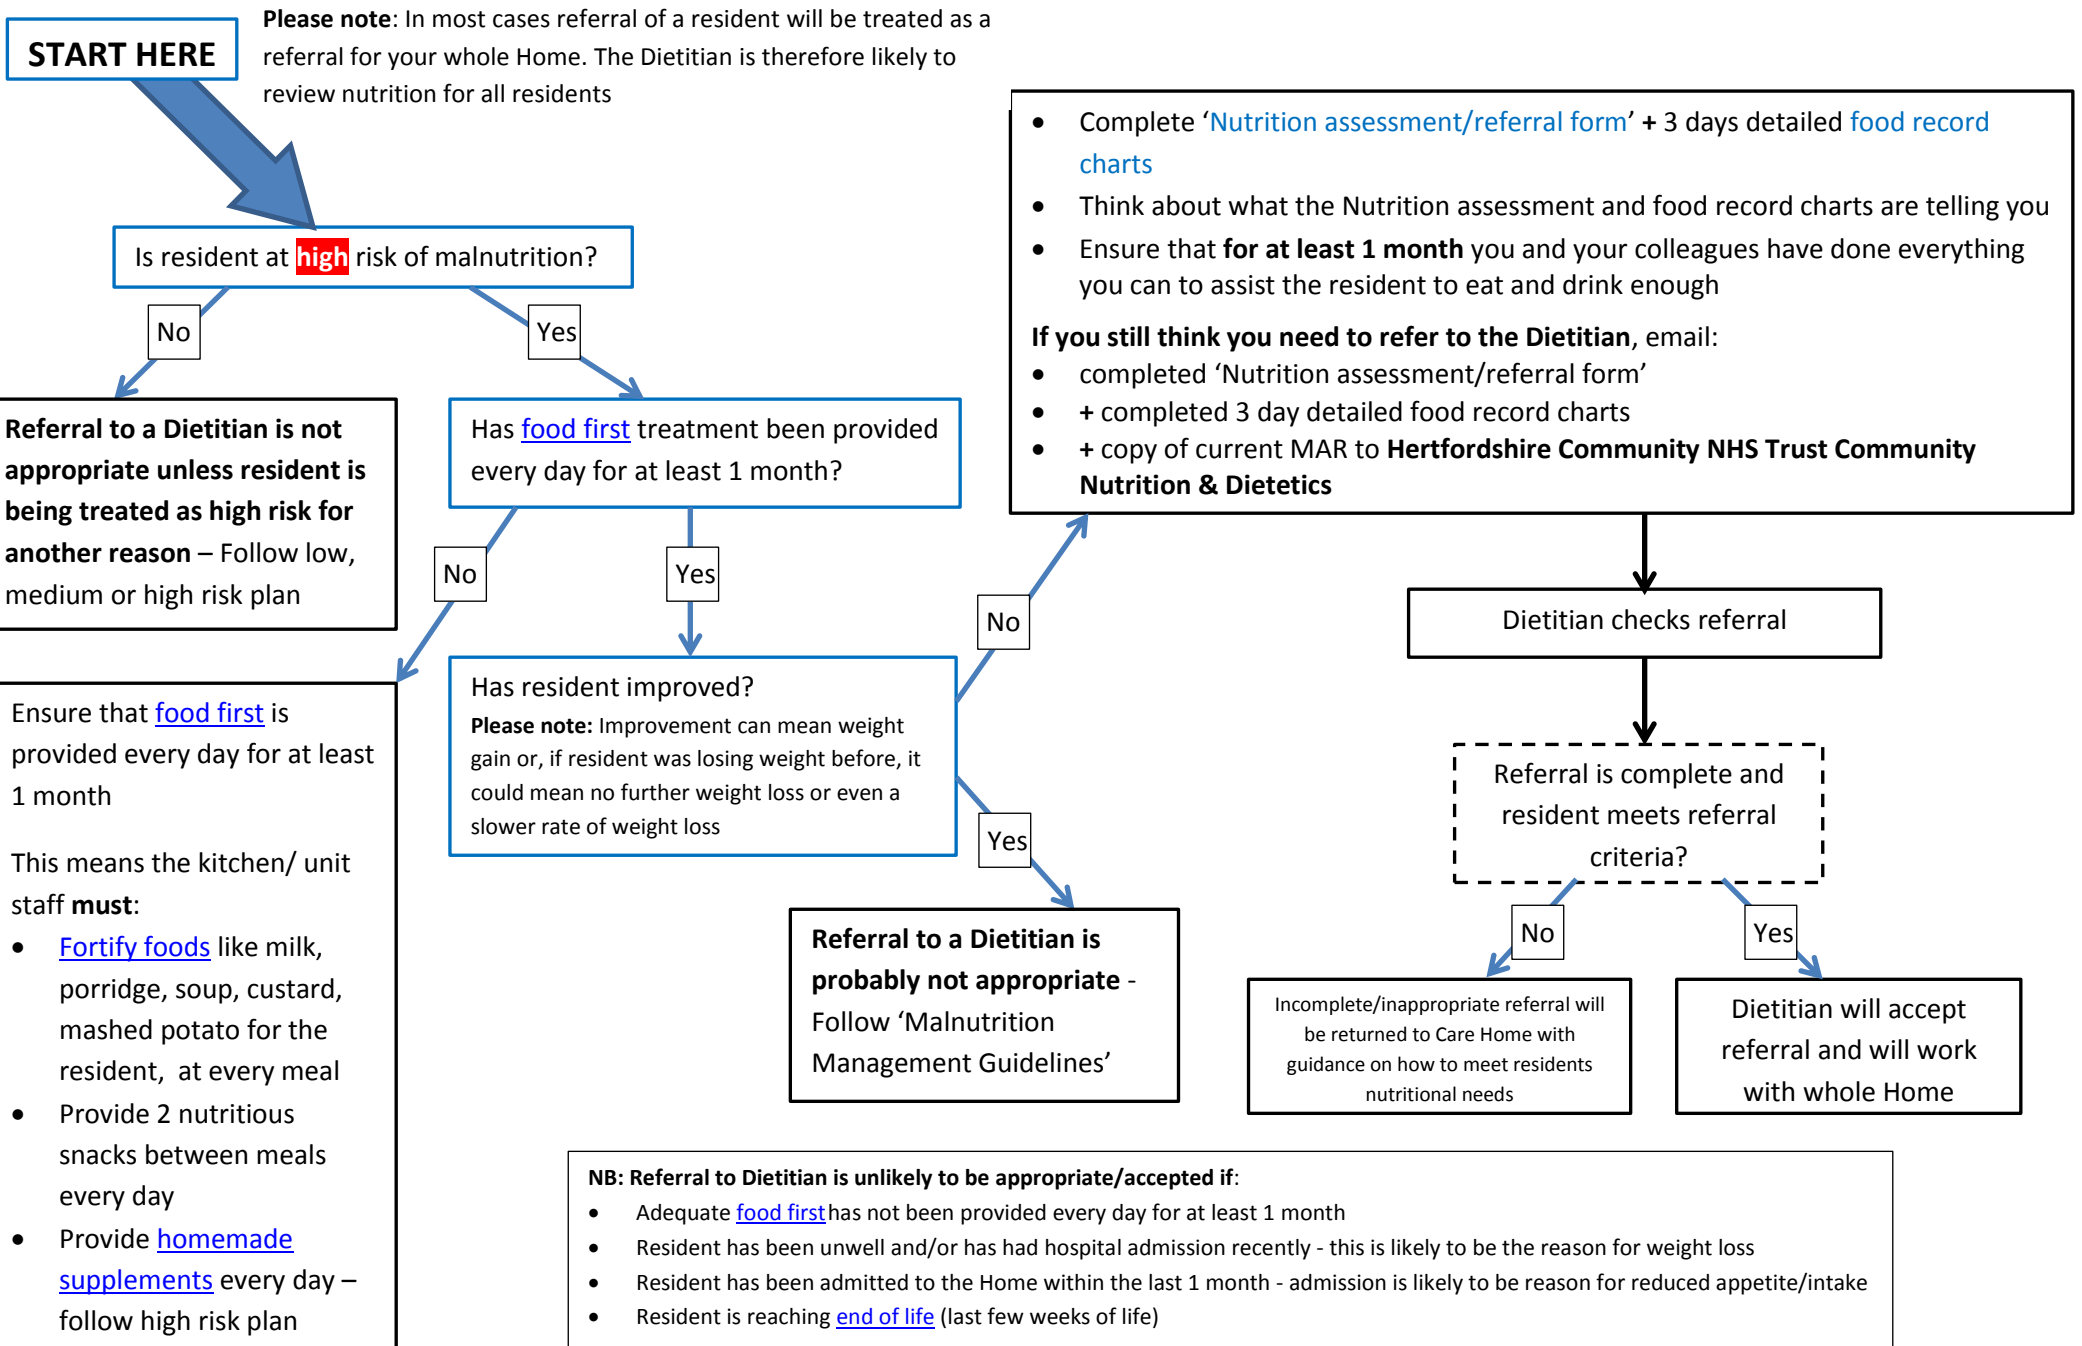 START HERE
Please note: In most cases referral of a resident will be treated as a
referral for your whole Home. The Dietitian is therefore likely to
review nutrition for all residents
Is resident at high risk of malnutrition?
No
Yes
Referral to a Dietitian is not
appropriate unless resident is
being treated as high risk for
another reason – Follow low,
medium or high risk plan
Has food first treatment been provided
every day for at least 1 month?
No
Yes
Ensure that food first is
provided every day for at least
1 month
This means the kitchen/ unit
staff must:
• Fortify foods like milk,
porridge, soup, custard,
mashed potato for the
resident, at every meal
• Provide 2 nutritious
snacks between meals
every day
• Provide homemade
supplements every day –
follow high risk plan
Has resident improved?
Please note: Improvement can mean weight
gain or, if resident was losing weight before, it
could mean no further weight loss or even a
slower rate of weight loss
No
Yes
Referral to a Dietitian is
probably not appropriate -
Follow ‘Malnutrition
Management Guidelines’
• Complete ‘Nutrition assessment/referral form’ + 3 days detailed food record
charts
• Think about what the Nutrition assessment and food record charts are telling you
• Ensure that for at least 1 month you and your colleagues have done everything
you can to assist the resident to eat and drink enough
If you still think you need to refer to the Dietitian, email:
• completed ‘Nutrition assessment/referral form’
• + completed 3 day detailed food record charts
• + copy of current MAR to Hertfordshire Community NHS Trust Community
Nutrition & Dietetics
Dietitian checks referral
Referral is complete and
resident meets referral
criteria?
No
Yes
Incomplete/inappropriate referral will
be returned to Care Home with
guidance on how to meet residents
nutritional needs
Dietitian will accept
referral and will work
with whole Home
NB: Referral to Dietitian is unlikely to be appropriate/accepted if:
• Adequate food first has not been provided every day for at least 1 month
• Resident has been unwell and/or has had hospital admission recently - this is likely to be the reason for weight loss
• Resident has been admitted to the Home within the last 1 month - admission is likely to be reason for reduced appetite/intake
• Resident is reaching end of life (last few weeks of life)